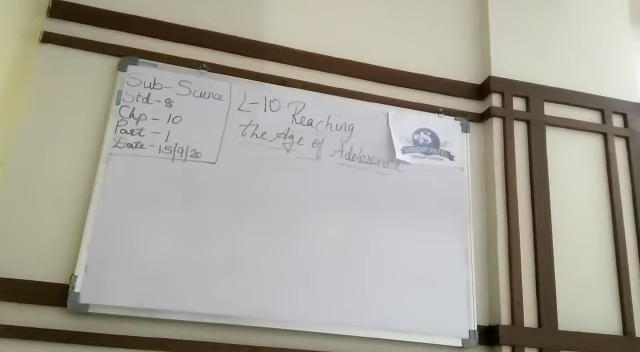 Sub- Science
Std-8
Chp-10
Part-1
Date-15/9/20
L-10 Reaching
the Age of Adolescence